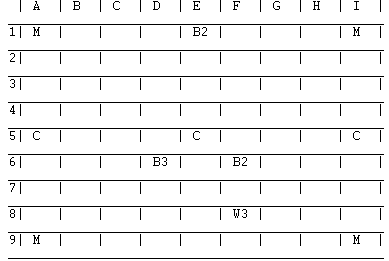 | A | B | C | D | E | F | G | H | I |
1| M | | | | B2 | | | | M |
2| | | | | | | | | |
3| | | | | | | | | |
4| | | | | | | | | |
5| C | | | | C | | | | C |
6| | | | B3 | | B2 | | | |
7| | | | | | | | | |
8| | | | | | W3 | | | |
9| M | | | | | | | | M |